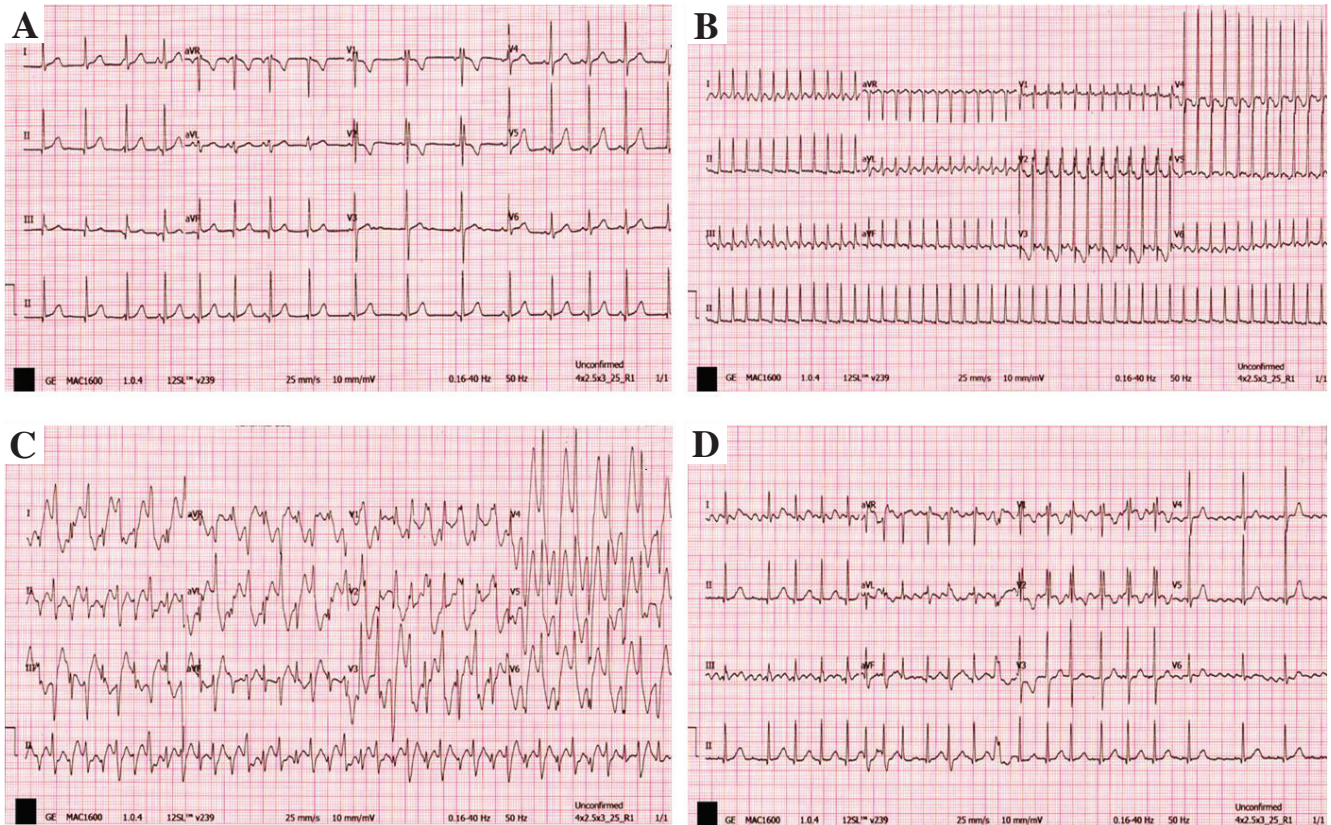 A
I aVR V1 V4
II aVL V2 V5
III aVF V3 V6
II
Unconfirmed
GE MAC1600 1.0.4 12SL™ v239 25 mm/s 10 mm/mV 0.16-40 Hz 50 Hz 4x2.5x3_25_R1 1/1
B
I aVR V1 V4
II aVL V2 V5
III aVF V3 V6
II
Unconfirmed
GE MAC1600 1.0.4 12SL™ v239 25 mm/s 10 mm/mV 0.16-40 Hz 50 Hz 4x2.5x3_25_R1 1/1
C
I aVR V1 V4
II aVL V2 V5
III aVF V3 V6
II
Unconfirmed
GE MAC1600 1.0.4 12SL™ v239 25 mm/s 10 mm/mV 0.16-40 Hz 50 Hz 4x2.5x3_25_R1 1/1
D
I aVR V1 V4
II aVL V2 V5
III aVF V3 V6
II
Unconfirmed
GE MAC1600 1.0.4 12SL™ v239 25 mm/s 10 mm/mV 0.16-40 Hz 50 Hz 4x2.5x3_25_R1 1/1